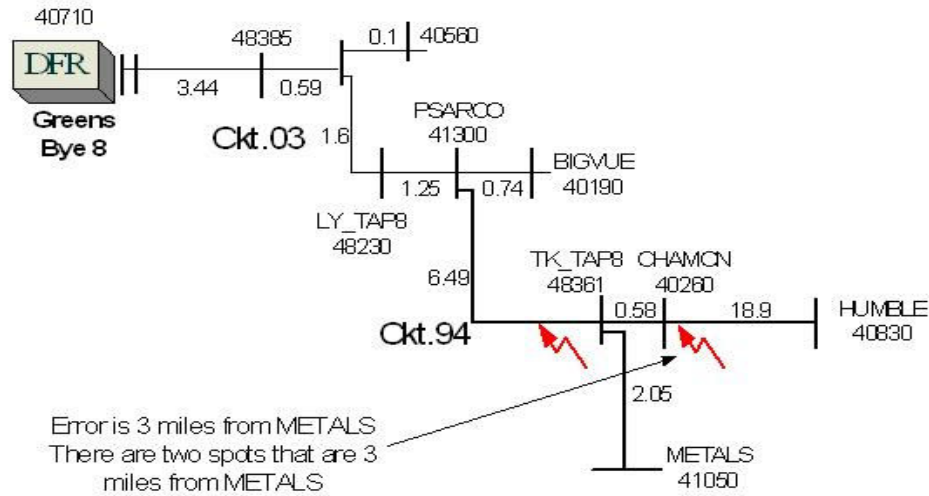 40710
DFR
Greens
Bye 8
3.44
48385
0.59
0.1
40560
Ckt.03
1.6
PSARCO
41300
1.25
0.74
BIGVUE
40190
LY_TAP8
48230
6.49
TK_TAP8
48361
CHAMCN
40260
0.58
18.9
HUMBLE
40830
Ckt.94
2.05
Error is 3 miles from METALS
There are two spots that are 3
miles from METALS
METALS
41050